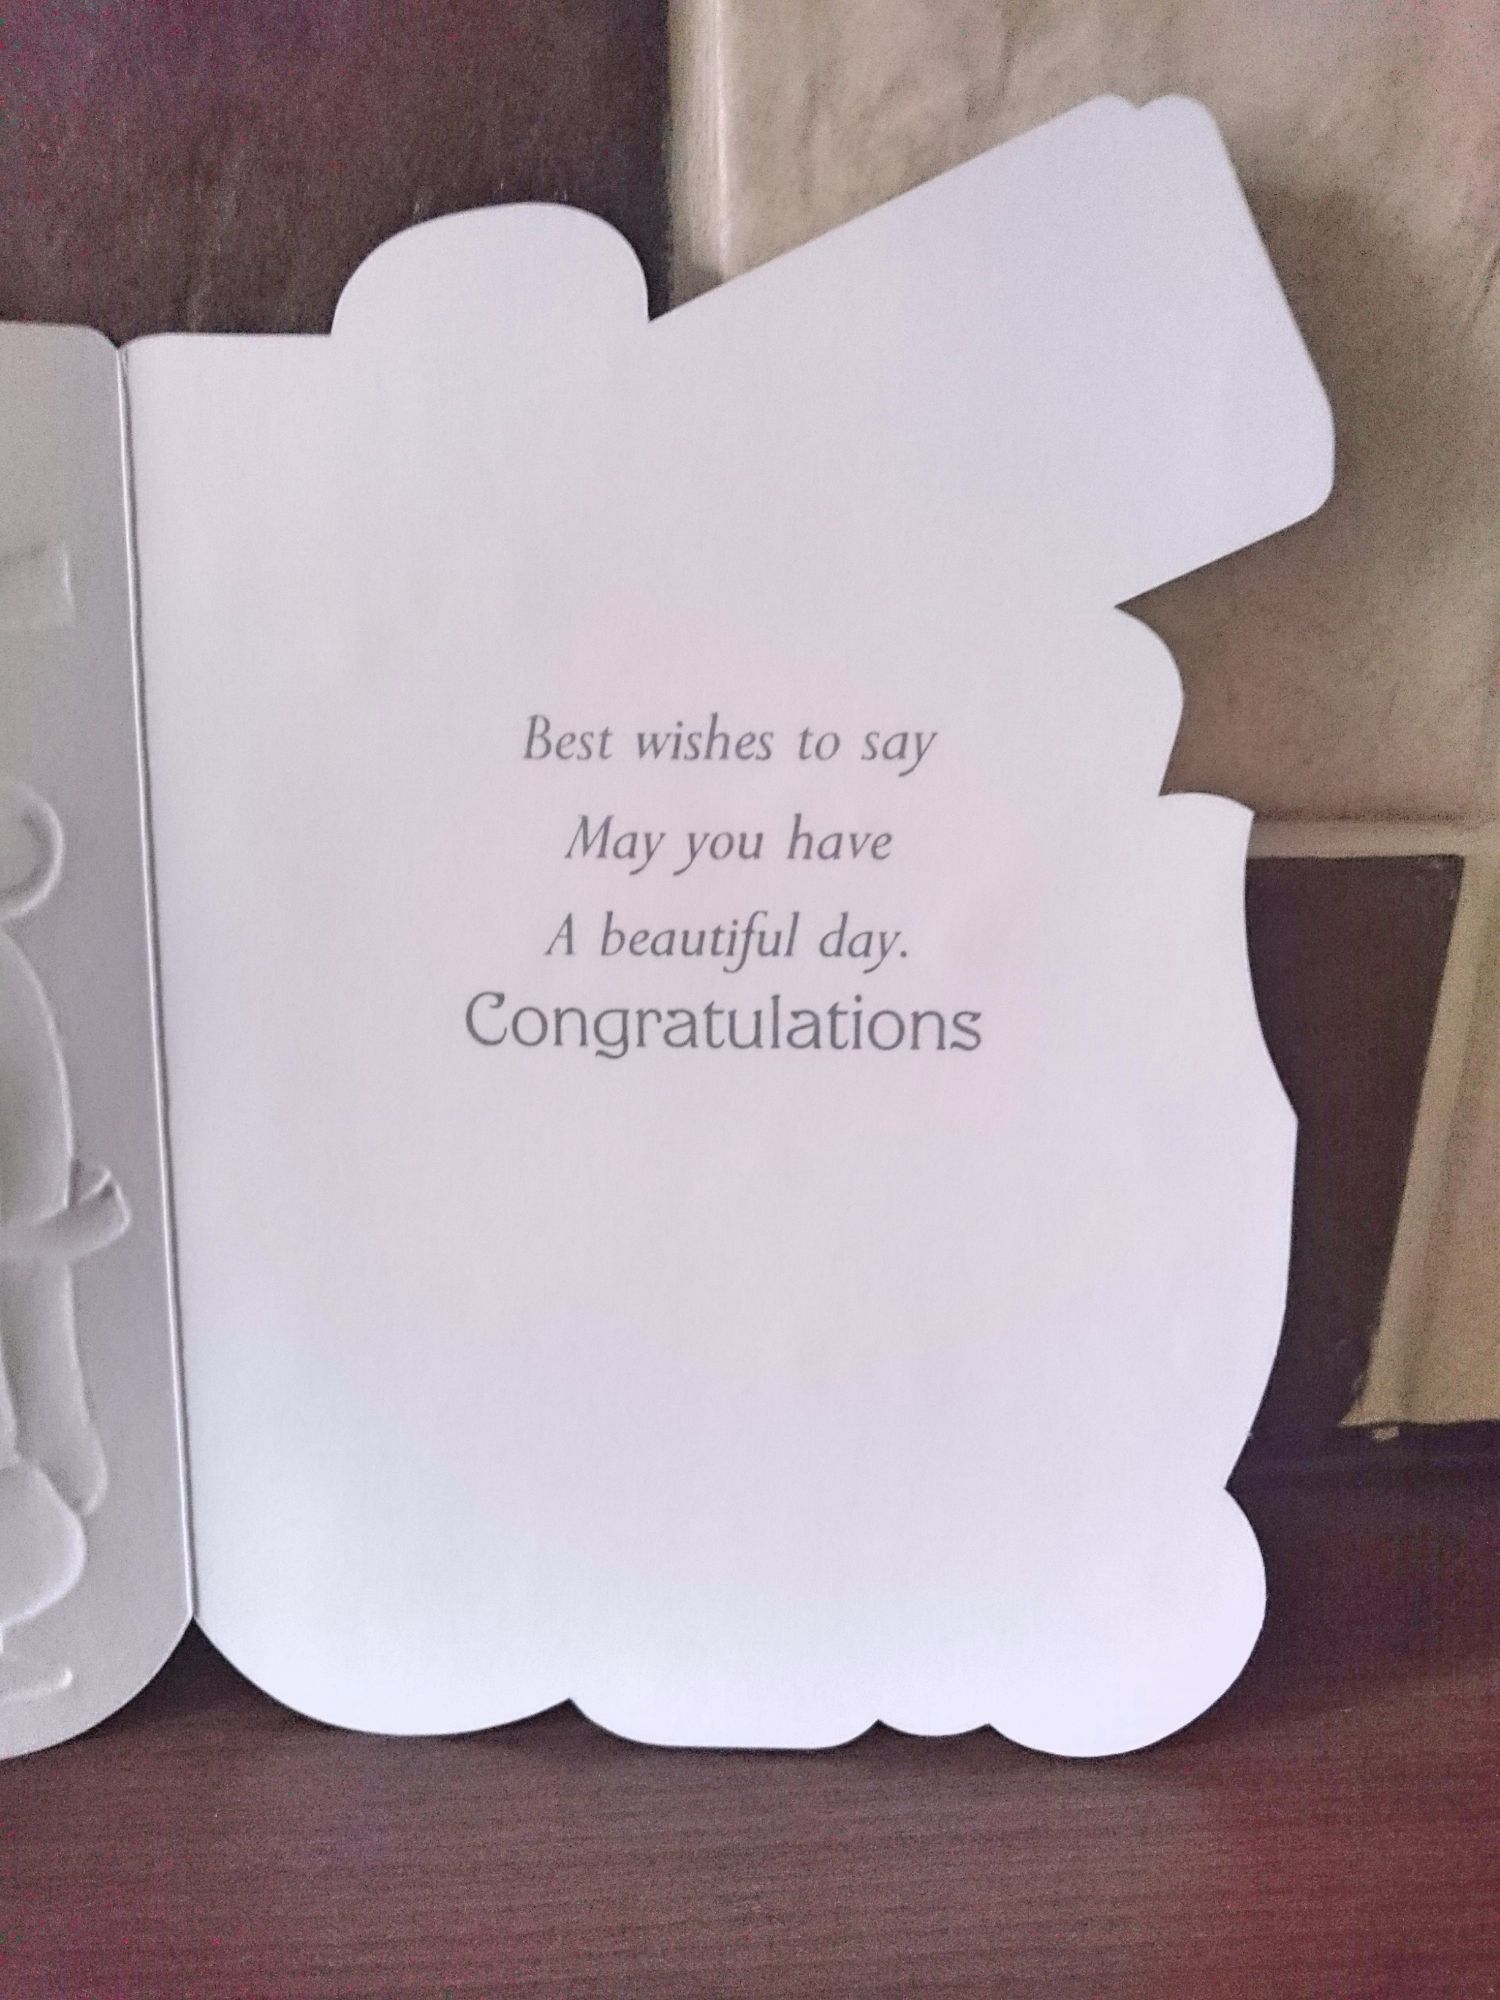 Best wishes to say
May you have
A beautiful day.
Congratulations